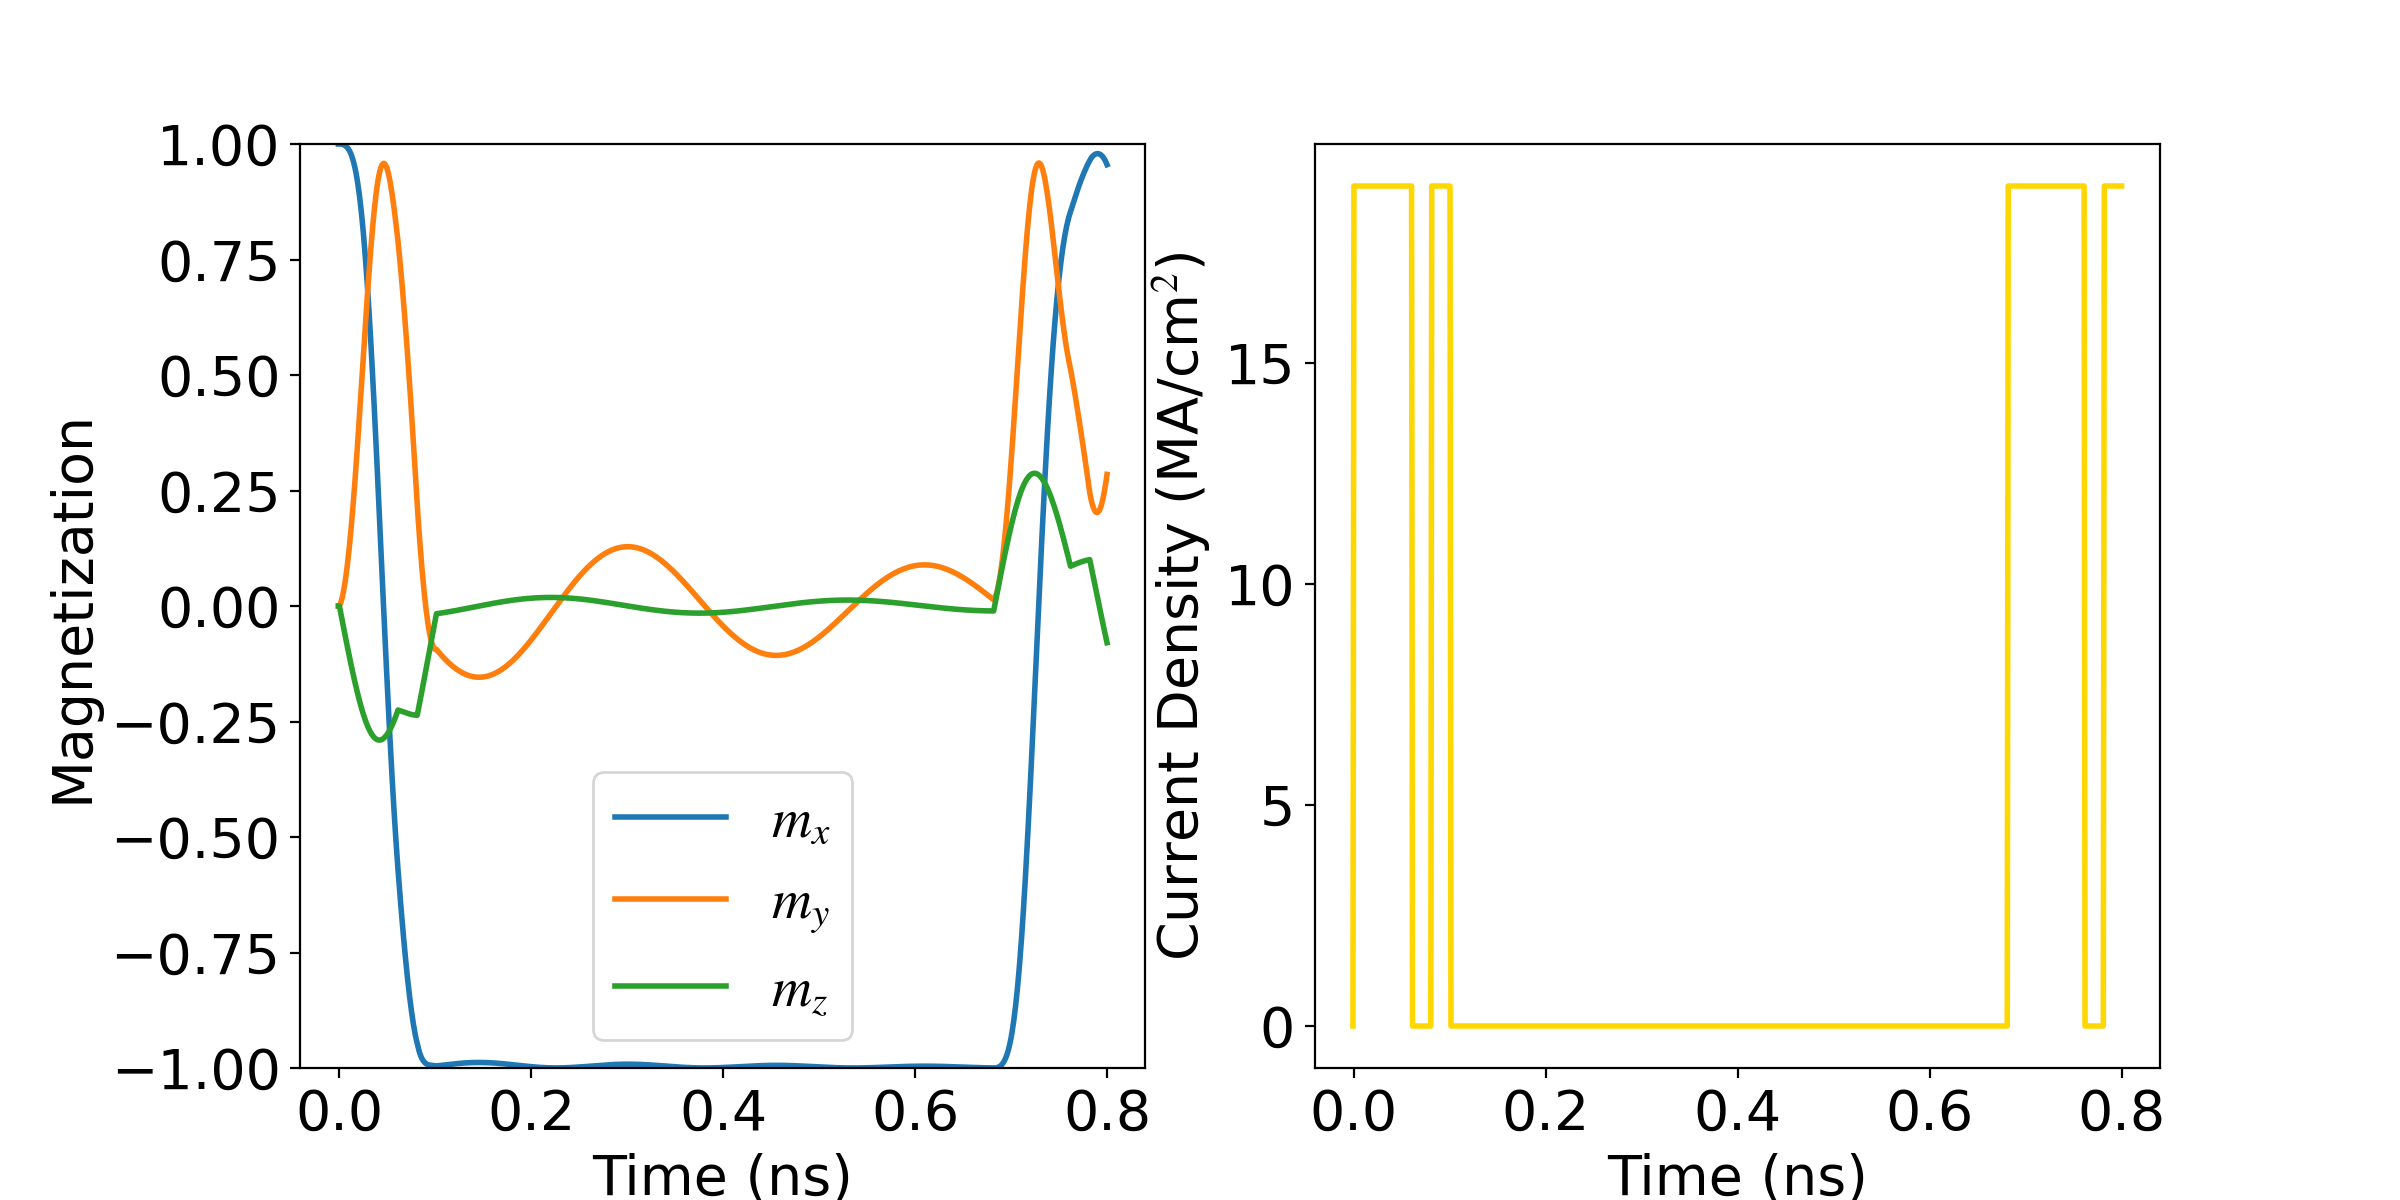 Magnetization
1.00
0.75
0.50
0.25
0.00
−0.25
−0.50
−0.75
−1.00
0.0 0.2 0.4 0.6 0.8
Time (ns)
m_x
m_y
m_z
Current Density (MA/cm²)
15
10
5
0
0.0 0.2 0.4 0.6 0.8
Time (ns)